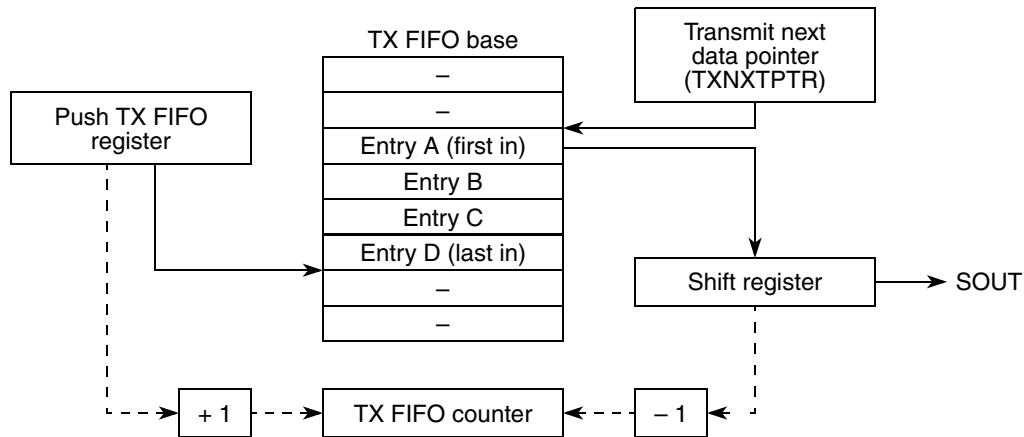 TX FIFO base
Transmit next
data pointer
(TXNXTPTR)
Push TX FIFO
register
–
–
Entry A (first in)
Entry B
Entry C
Entry D (last in)
–
–
Shift register
SOUT
+ 1
TX FIFO counter
– 1